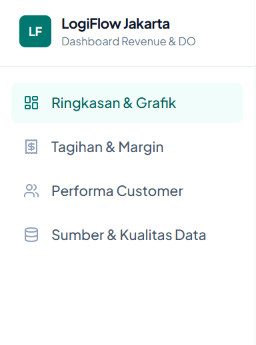 LF
LogiFlow Jakarta
Dashboard Revenue & DO
Ringkasan & Grafik
Tagihan & Margin
Performa Customer
Sumber & Kualitas Data